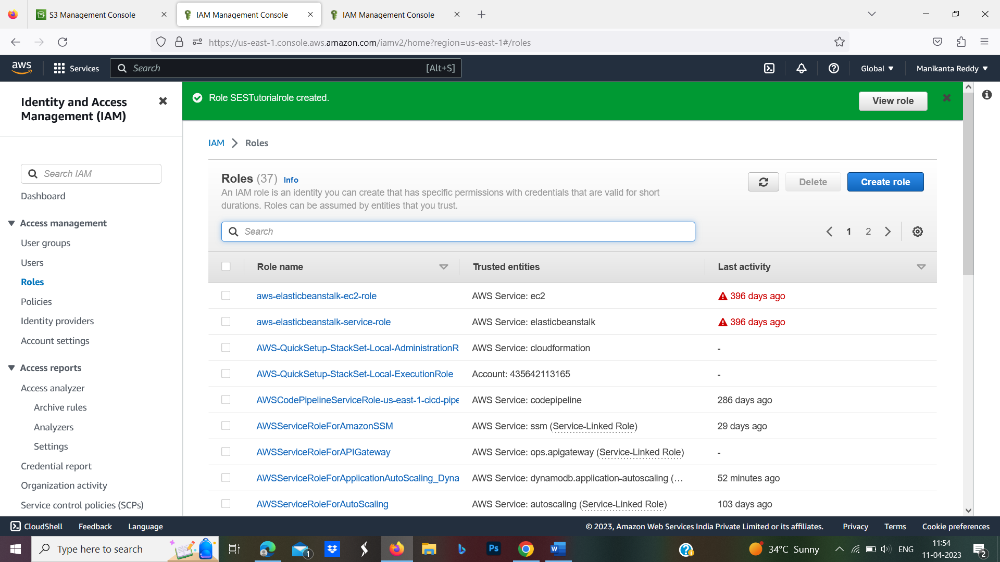 S3 Management Console
IAM Management Console
IAM Management Console
https://us-east-1.console.aws.amazon.com/iamv2/home?region=us-east-1#/roles
aws
Services
Search
[Alt+S]
Global
Manikanta Reddy
Identity and Access
Management (IAM)
Search IAM
Dashboard
Access management
User groups
Users
Roles
Policies
Identity providers
Account settings
Access reports
Access analyzer
Archive rules
Analyzers
Settings
Credential report
Organization activity
Service control policies (SCPs)
Role SESTutorialrole created.
View role
IAM
Roles
Roles (37) Info
An IAM role is an identity you can create that has specific permissions with credentials that are valid for short
durations. Roles can be assumed by entities that you trust.
Delete
Create role
Search
1
2
Role name
Trusted entities
Last activity
aws-elasticbeanstalk-ec2-role
AWS Service: ec2
396 days ago
aws-elasticbeanstalk-service-role
AWS Service: elasticbeanstalk
396 days ago
AWS-QuickSetup-StackSet-Local-AdministrationR
AWS Service: cloudformation
-
AWS-QuickSetup-StackSet-Local-ExecutionRole
Account: 435642113165
-
AWSCodePipelineServiceRole-us-east-1-cicd-pipe
AWS Service: codepipeline
286 days ago
AWSServiceRoleForAmazonSSM
AWS Service: ssm (Service-Linked Role)
29 days ago
AWSServiceRoleForAPIGateway
AWS Service: ops.apigateway (Service-Linked Role)
-
AWSServiceRoleForApplicationAutoScaling_Dyna
AWS Service: dynamodb.application-autoscaling (…
52 minutes ago
AWSServiceRoleForAutoScaling
AWS Service: autoscaling (Service-Linked Role)
103 days ago
CloudShell
Feedback
Language
© 2023, Amazon Web Services India Private Limited or its affiliates.
Privacy
Terms
Cookie preferences
Type here to search
1
Ps
W
34°C Sunny
ENG
11:54
11-04-2023
2